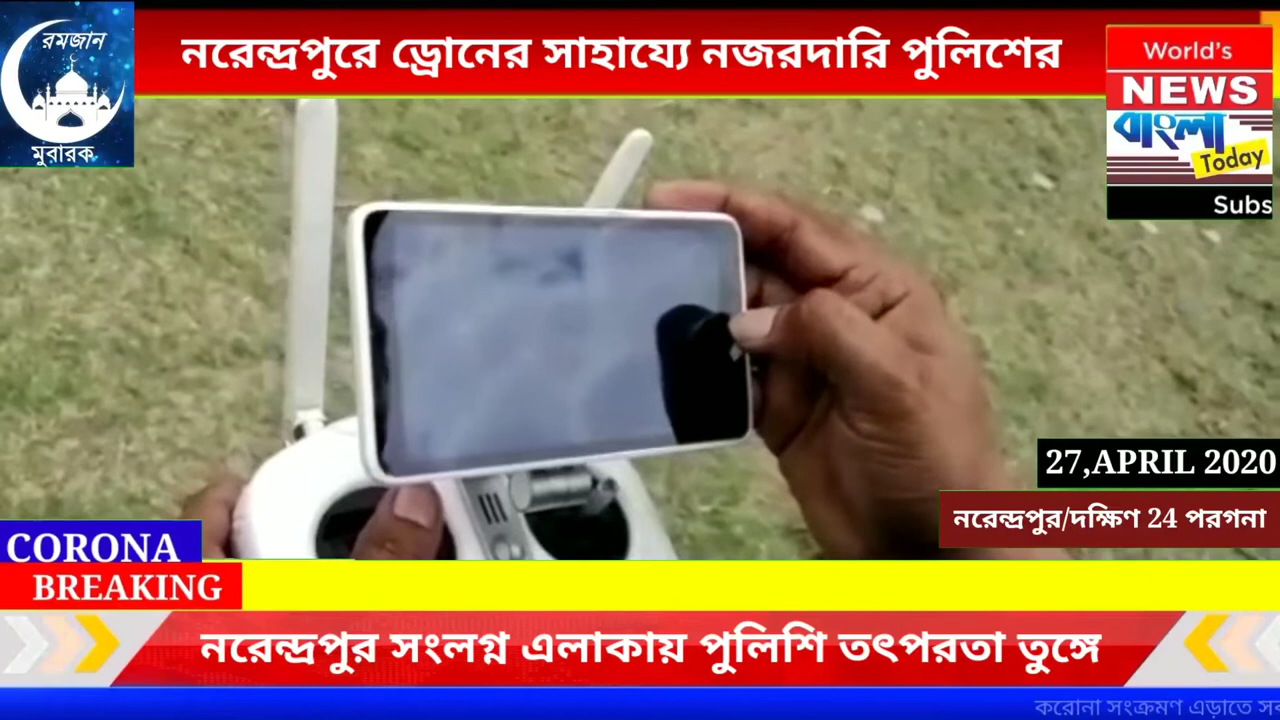 রমজান
মুবারক
নরেন্দ্রপুরে ড্রোনের সাহায্যে নজরদারি পুলিশের
World's
NEWS
বাংলা
Today
Subs
27,APRIL 2020
নরেন্দ্রপুর/দক্ষিণ 24 পরগনা
CORONA
BREAKING
নরেন্দ্রপুর সংলগ্ন এলাকায় পুলিশি তৎপরতা তুঙ্গে
করোনা সংক্রমণ এড়াতে